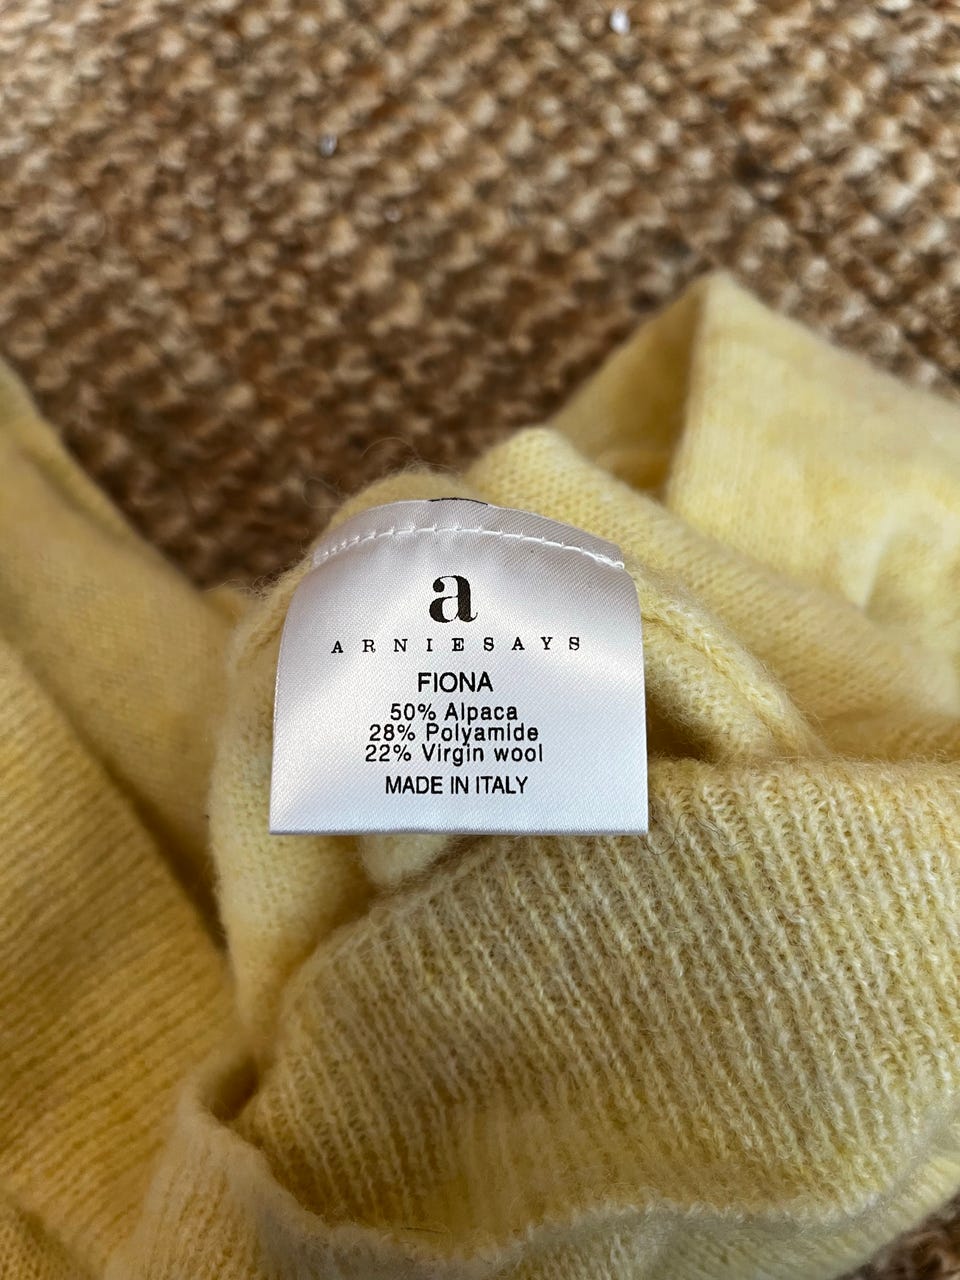 a
ARNIESAYS
FIONA
50% Alpaca
28% Polyamide
22% Virgin wool
MADE IN ITALY